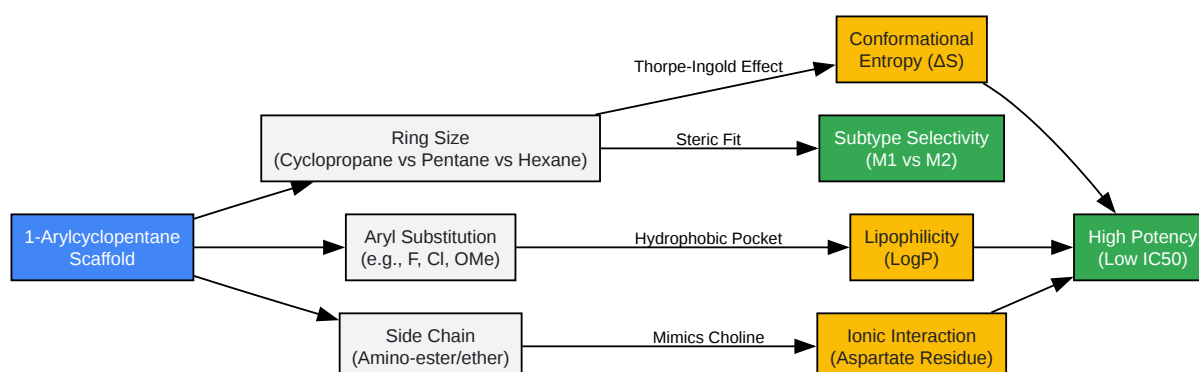 Conformational
Entropy (ΔS)
Thorpe-Ingold Effect
Ring Size
(Cyclopropane vs Pentane vs Hexane)
Steric Fit
Subtype Selectivity
(M1 vs M2)
1-Arylcyclopentane
Scaffold
Aryl Substitution
(e.g., F, Cl, OMe)
Hydrophobic Pocket
Lipophilicity
(LogP)
High Potency
(Low IC50)
Side Chain
(Amino-ester/ether)
Mimics Choline
Ionic Interaction
(Aspartate Residue)